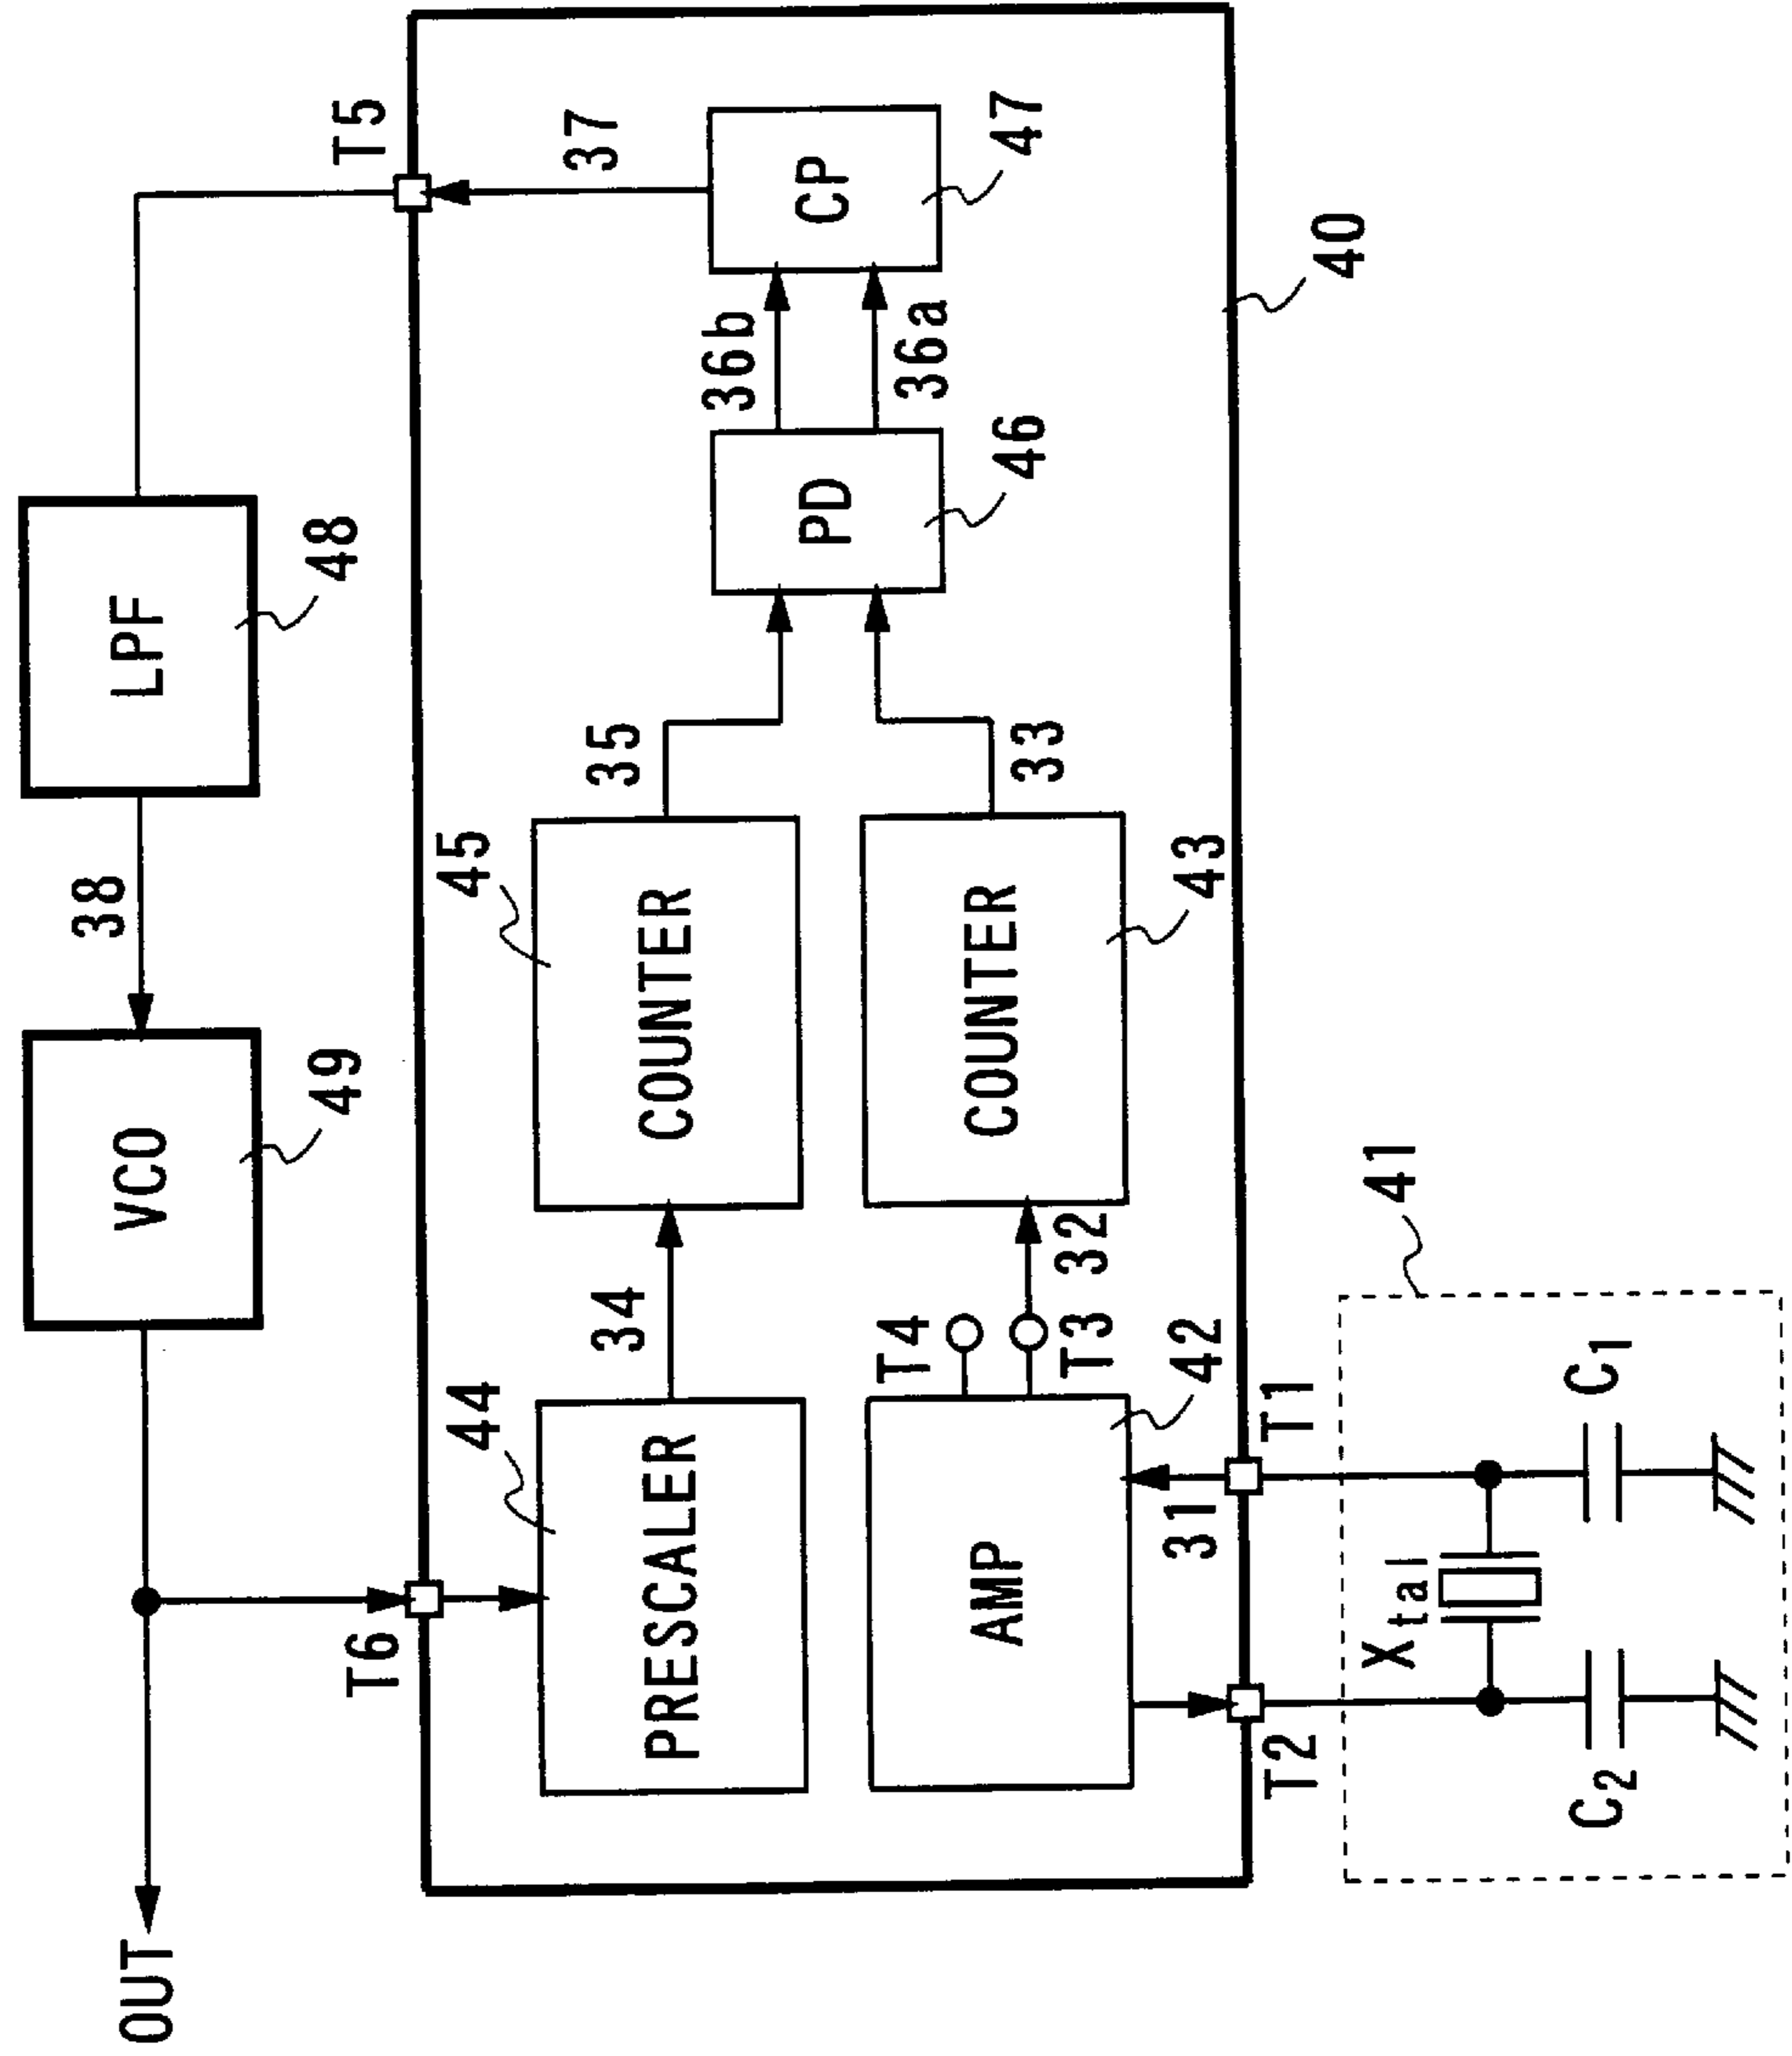 OUT
VCO
49
38
LPF
48
T6
T5
44
34
45
35
36b
37
PRESCALER
COUNTER
PD
CP
46
36a
47
AMP
T4
T3
32
COUNTER
33
42
43
31
T2
T1
40
Xtal
41
C2
C1